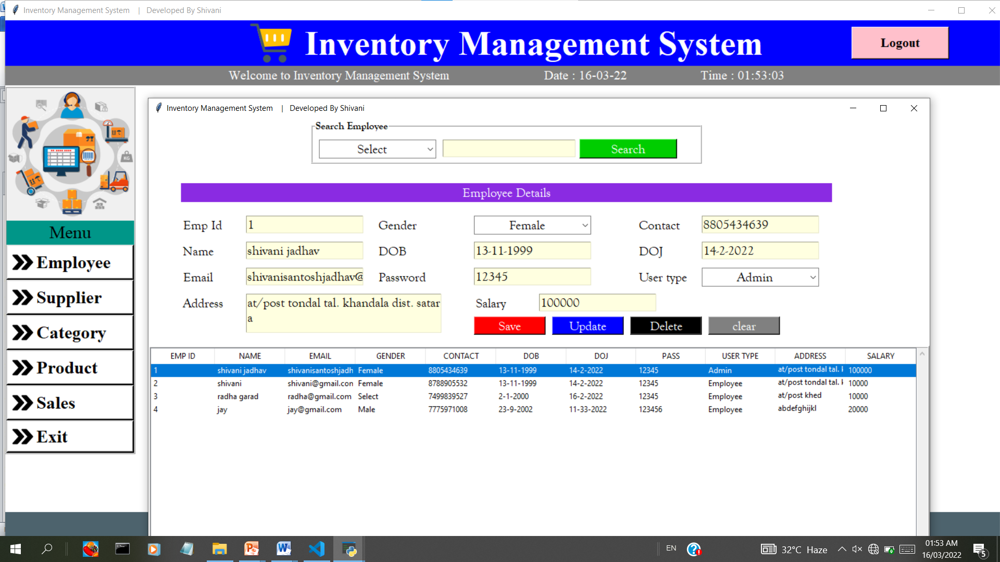 Inventory Management System | Developed By Shivani
Inventory Management System
Logout
Welcome to Inventory Management System Date : 16-03-22 Time : 01:53:03
KG
Menu
Employee
Supplier
Category
Product
Sales
Exit
Inventory Management System | Developed By Shivani
Search Employee
Select Search
Employee Details
Emp Id 1 Gender Female Contact 8805434639
Name shivani jadhav DOB 13-11-1999 DOJ 14-2-2022
Email shivanisantoshjadhav@ Password 12345 User type Admin
Address at/post tondal tal. khandala dist. satar
a
Salary 100000
Save Update Delete clear
EMP ID NAME EMAIL GENDER CONTACT DOB DOJ PASS USER TYPE ADDRESS SALARY
1 shivani jadhav shivanisantoshjadh Female 8805434639 13-11-1999 14-2-2022 12345 Admin at/post tondal tal. 100000
2 shivani shivani@gmail.con Female 8788905532 13-11-1999 14-2-2022 12345 Employee at/post tondal tal. 10000
3 radha garad radha@gmail.com Select 7499839527 2-1-2000 16-2-2022 12345 Employee at/post khed 10000
4 jay jay@gmail.com Male 7775971008 23-9-2002 11-33-2022 123456 Employee abdefghijkl 20000
EN 32°C Haze 01:53 AM
16/03/2022 5